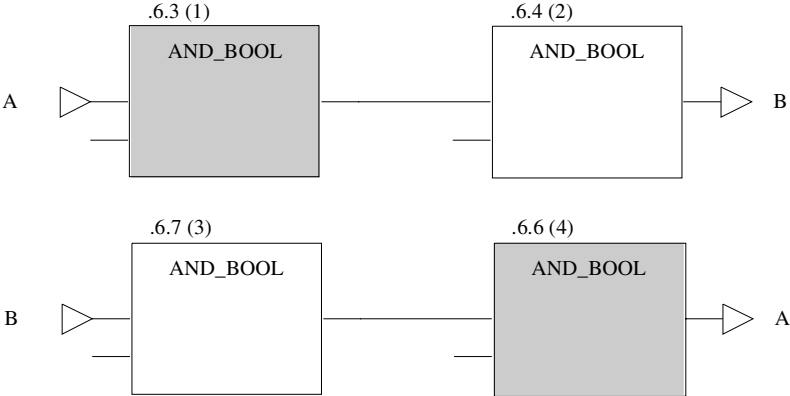 .6.3 (1) .6.4 (2)
AND_BOOL AND_BOOL
A B
.6.7 (3) .6.6 (4)
AND_BOOL AND_BOOL
B A